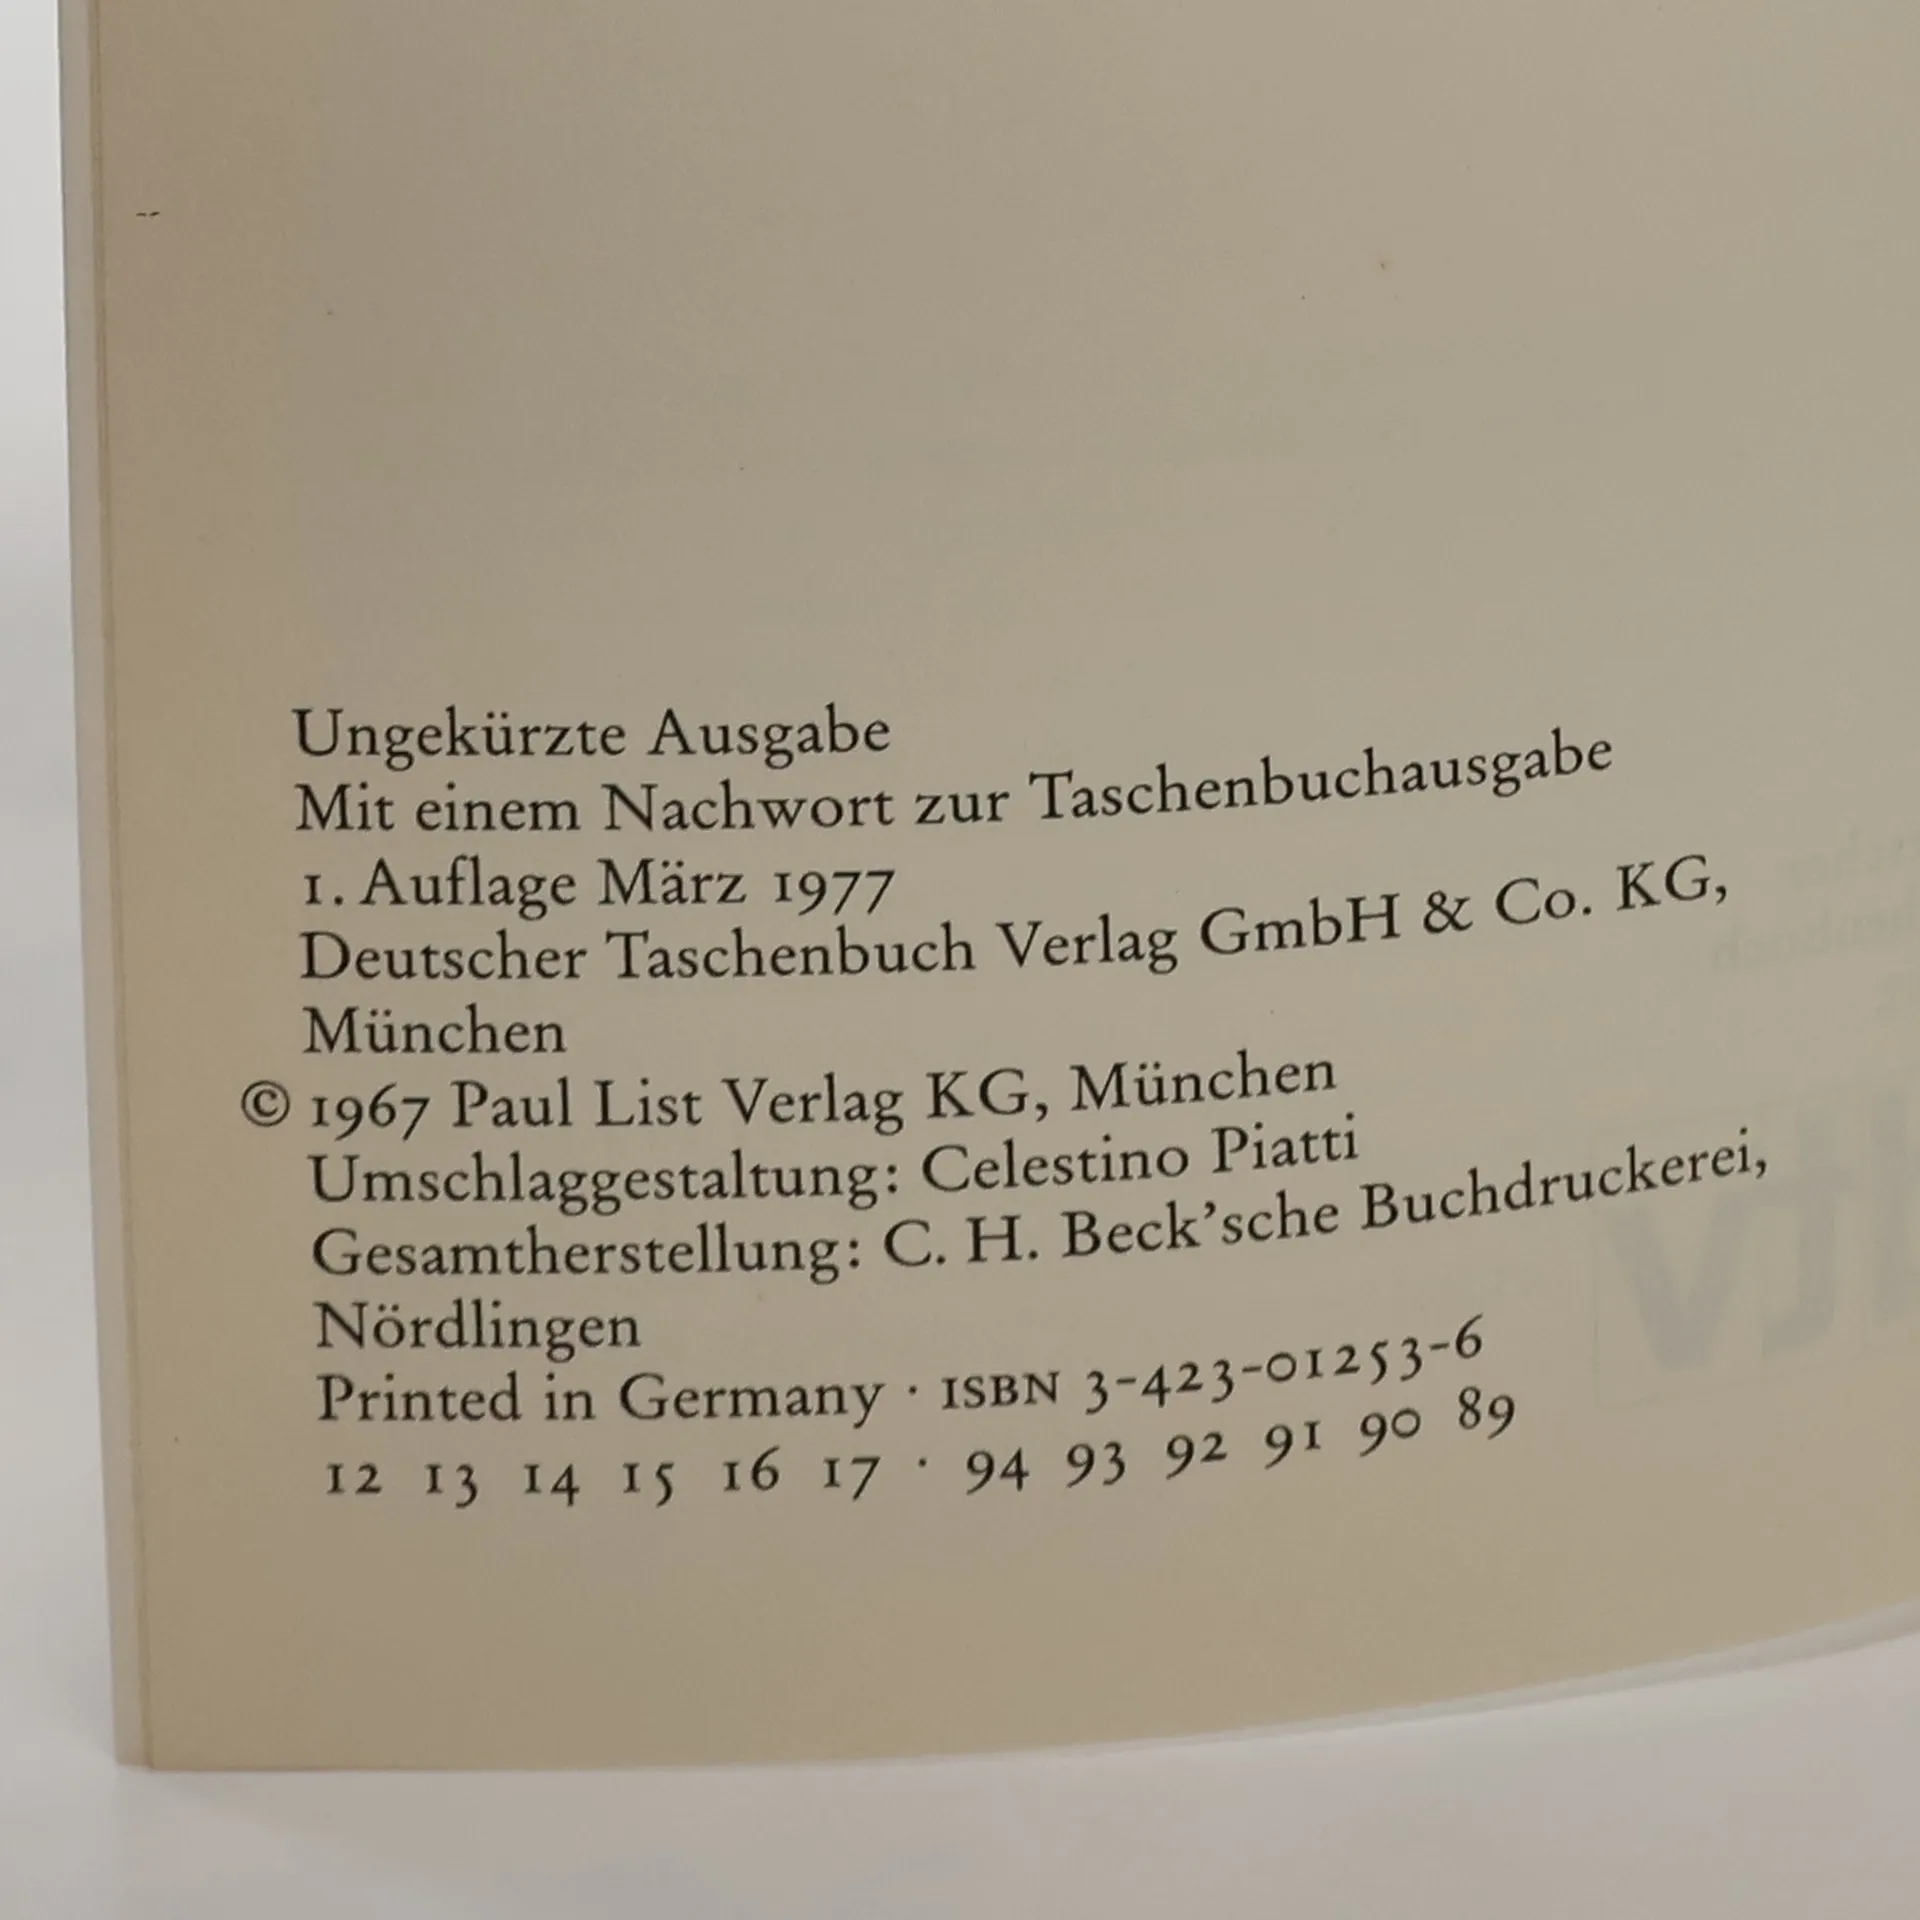 Ungekürzte Ausgabe
Mit einem Nachwort zur Taschenbuchausgabe
1. Auflage März 1977
Deutscher Taschenbuch Verlag GmbH & Co. KG,
München
© 1967 Paul List Verlag KG, München
Umschlaggestaltung: Celestino Piatti
Gesamtherstellung: C. H. Beck’sche Buchdruckerei,
Nördlingen
Printed in Germany · ISBN 3-423-01253-6
12 13 14 15 16 17 · 94 93 92 91 90 89